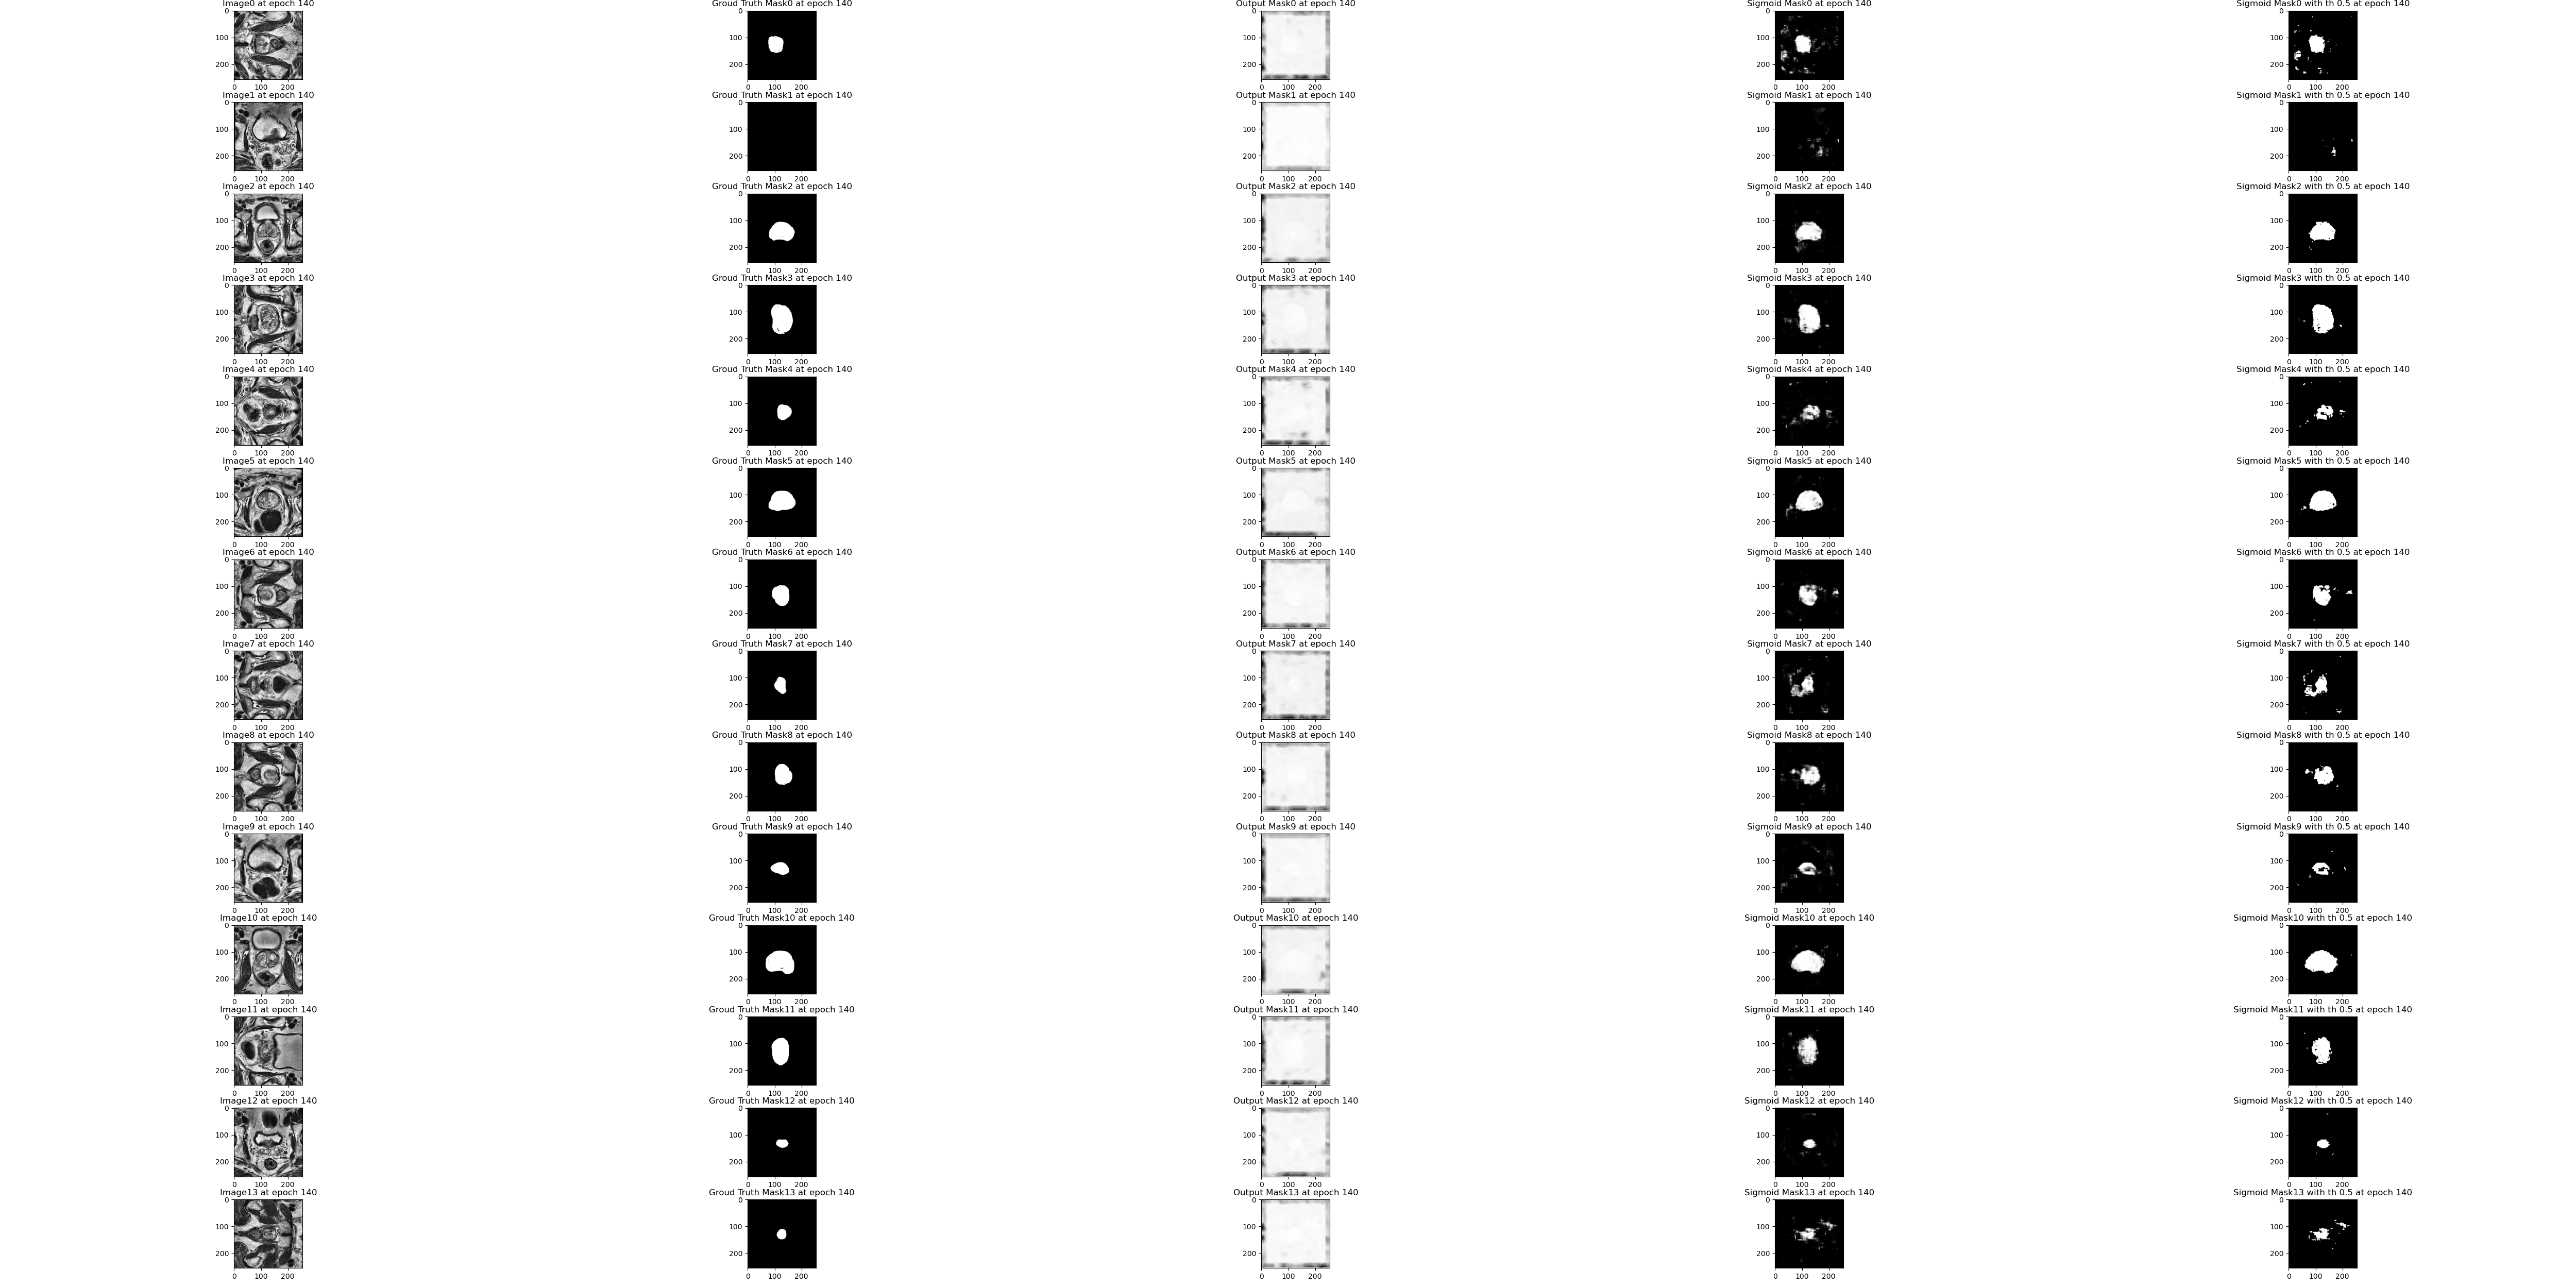 Image0 at epoch 140 Groud Truth Mask0 at epoch 140 Output Mask0 at epoch 140 Sigmoid Mask0 at epoch 140 Sigmoid Mask0 with th 0.5 at epoch 140
0 0 0 0 0
100 100 100 100 100
200 200 200 200 200
0 100 200 0 100 200 0 100 200 0 100 200 0 100 200
Image1 at epoch 140 Groud Truth Mask1 at epoch 140 Output Mask1 at epoch 140 Sigmoid Mask1 at epoch 140 Sigmoid Mask1 with th 0.5 at epoch 140
0 0 0 0 0
100 100 100 100 100
200 200 200 200 200
0 100 200 0 100 200 0 100 200 0 100 200 0 100 200
Image2 at epoch 140 Groud Truth Mask2 at epoch 140 Output Mask2 at epoch 140 Sigmoid Mask2 at epoch 140 Sigmoid Mask2 with th 0.5 at epoch 140
0 0 0 0 0
100 100 100 100 100
200 200 200 200 200
0 100 200 0 100 200 0 100 200 0 100 200 0 100 200
Image3 at epoch 140 Groud Truth Mask3 at epoch 140 Output Mask3 at epoch 140 Sigmoid Mask3 at epoch 140 Sigmoid Mask3 with th 0.5 at epoch 140
0 0 0 0 0
100 100 100 100 100
200 200 200 200 200
0 100 200 0 100 200 0 100 200 0 100 200 0 100 200
Image4 at epoch 140 Groud Truth Mask4 at epoch 140 Output Mask4 at epoch 140 Sigmoid Mask4 at epoch 140 Sigmoid Mask4 with th 0.5 at epoch 140
0 0 0 0 0
100 100 100 100 100
200 200 200 200 200
0 100 200 0 100 200 0 100 200 0 100 200 0 100 200
Image5 at epoch 140 Groud Truth Mask5 at epoch 140 Output Mask5 at epoch 140 Sigmoid Mask5 at epoch 140 Sigmoid Mask5 with th 0.5 at epoch 140
0 0 0 0 0
100 100 100 100 100
200 200 200 200 200
0 100 200 0 100 200 0 100 200 0 100 200 0 100 200
Image6 at epoch 140 Groud Truth Mask6 at epoch 140 Output Mask6 at epoch 140 Sigmoid Mask6 at epoch 140 Sigmoid Mask6 with th 0.5 at epoch 140
0 0 0 0 0
100 100 100 100 100
200 200 200 200 200
0 100 200 0 100 200 0 100 200 0 100 200 0 100 200
Image7 at epoch 140 Groud Truth Mask7 at epoch 140 Output Mask7 at epoch 140 Sigmoid Mask7 at epoch 140 Sigmoid Mask7 with th 0.5 at epoch 140
0 0 0 0 0
100 100 100 100 100
200 200 200 200 200
0 100 200 0 100 200 0 100 200 0 100 200 0 100 200
Image8 at epoch 140 Groud Truth Mask8 at epoch 140 Output Mask8 at epoch 140 Sigmoid Mask8 at epoch 140 Sigmoid Mask8 with th 0.5 at epoch 140
0 0 0 0 0
100 100 100 100 100
200 200 200 200 200
0 100 200 0 100 200 0 100 200 0 100 200 0 100 200
Image9 at epoch 140 Groud Truth Mask9 at epoch 140 Output Mask9 at epoch 140 Sigmoid Mask9 at epoch 140 Sigmoid Mask9 with th 0.5 at epoch 140
0 0 0 0 0
100 100 100 100 100
200 200 200 200 200
0 100 200 0 100 200 0 100 200 0 100 200 0 100 200
Image10 at epoch 140 Groud Truth Mask10 at epoch 140 Output Mask10 at epoch 140 Sigmoid Mask10 at epoch 140 Sigmoid Mask10 with th 0.5 at epoch 140
0 0 0 0 0
100 100 100 100 100
200 200 200 200 200
0 100 200 0 100 200 0 100 200 0 100 200 0 100 200
Image11 at epoch 140 Groud Truth Mask11 at epoch 140 Output Mask11 at epoch 140 Sigmoid Mask11 at epoch 140 Sigmoid Mask11 with th 0.5 at epoch 140
0 0 0 0 0
100 100 100 100 100
200 200 200 200 200
0 100 200 0 100 200 0 100 200 0 100 200 0 100 200
Image12 at epoch 140 Groud Truth Mask12 at epoch 140 Output Mask12 at epoch 140 Sigmoid Mask12 at epoch 140 Sigmoid Mask12 with th 0.5 at epoch 140
0 0 0 0 0
100 100 100 100 100
200 200 200 200 200
0 100 200 0 100 200 0 100 200 0 100 200 0 100 200
Image13 at epoch 140 Groud Truth Mask13 at epoch 140 Output Mask13 at epoch 140 Sigmoid Mask13 at epoch 140 Sigmoid Mask13 with th 0.5 at epoch 140
0 0 0 0 0
100 100 100 100 100
200 200 200 200 200
0 100 200 0 100 200 0 100 200 0 100 200 0 100 200